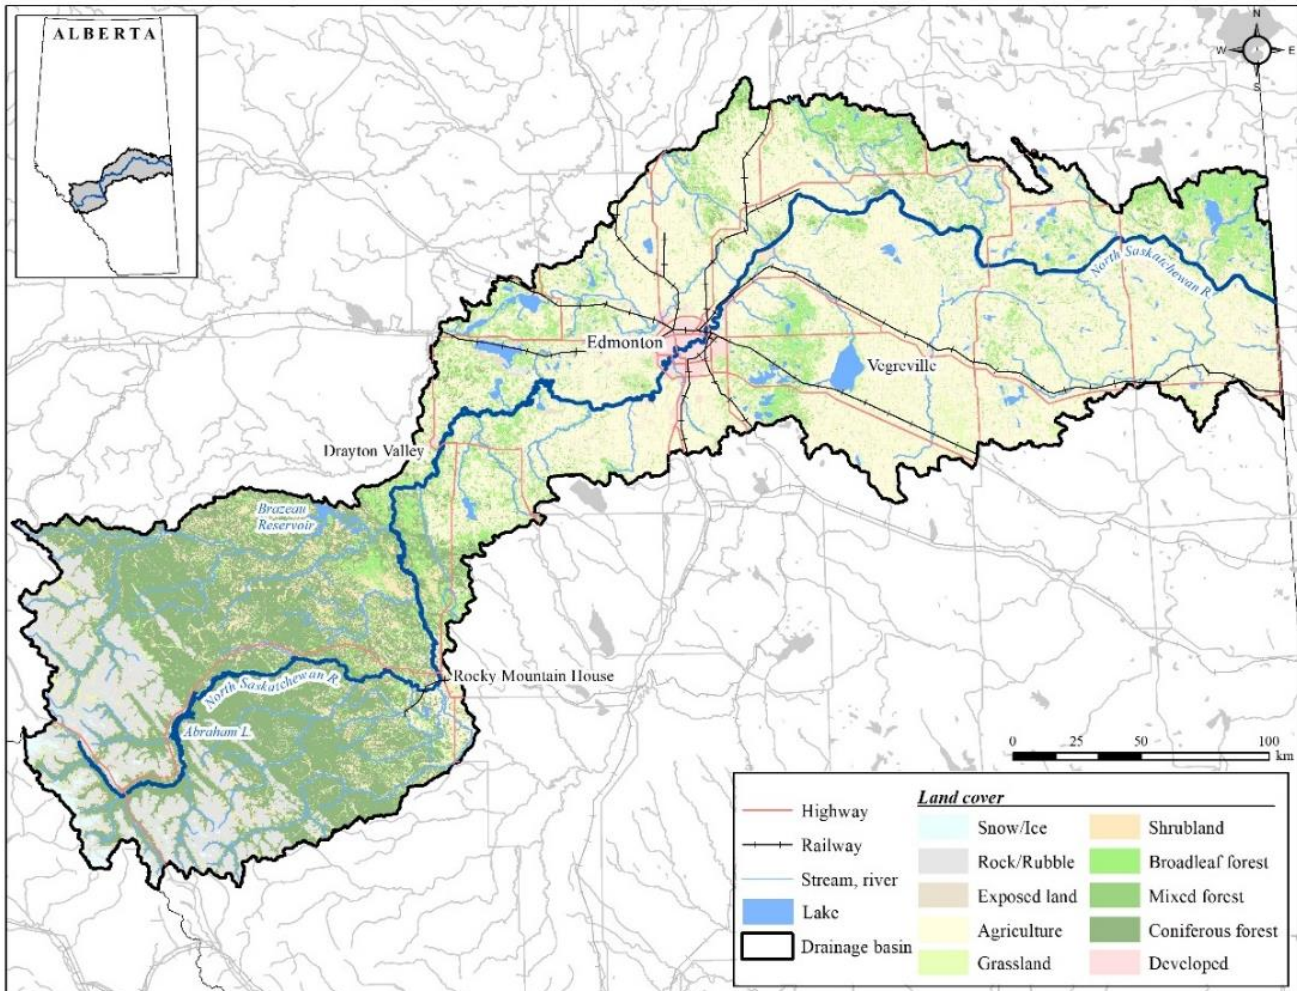 ALBERTA
N
W
E
S
Edmonton
Vegreville
North Saskatchewan R.
Drayton Valley
Brazeau
Reservoir
Rocky Mountain House
North Saskatchewan R.
Abraham L.
0 25 50 100
km
Highway
Railway
Stream, river
Lake
Drainage basin
Land cover
Snow/Ice
Rock/Rubble
Exposed land
Agriculture
Grassland
Shrubland
Broadleaf forest
Mixed forest
Coniferous forest
Developed